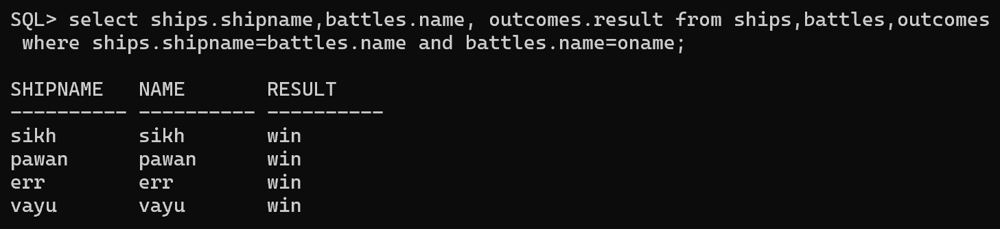 SQL> select ships.shipname,battles.name, outcomes.result from ships,battles,outcomes
where ships.shipname=battles.name and battles.name=oname;
SHIPNAME   NAME       RESULT
---------- ---------- ----------
sikh       sikh       win
pawan      pawan      win
err        err        win
vayu       vayu       win